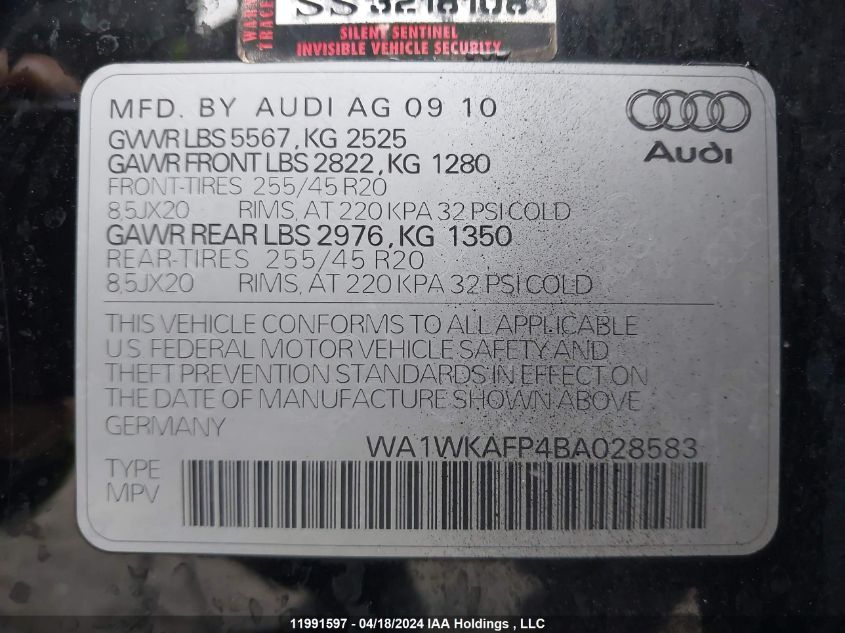 WARN
TRACE
SILENT SENTINEL
INVISIBLE VEHICLE SECURITY
MFD. BY AUDI AG 09 10
GVWR LBS 5567, KG 2525
GAWR FRONT LBS 2822, KG 1280
FRONT-TIRES 255/45 R20
8,5JX20 RIMS, AT 220 KPA 32 PSI COLD
GAWR REAR LBS 2976, KG 1350
REAR-TIRES 255/45 R20
8,5JX20 RIMS, AT 220 KPA 32 PSI COLD
Audi
THIS VEHICLE CONFORMS TO ALL APPLICABLE
U.S. FEDERAL MOTOR VEHICLE SAFETY AND
THEFT PREVENTION STANDARDS IN EFFECT ON
THE DATE OF MANUFACTURE SHOWN ABOVE
GERMANY
WA1WKAFP4BA028583
TYPE
MPV
11991597 - 04/18/2024 IAA Holdings , LLC